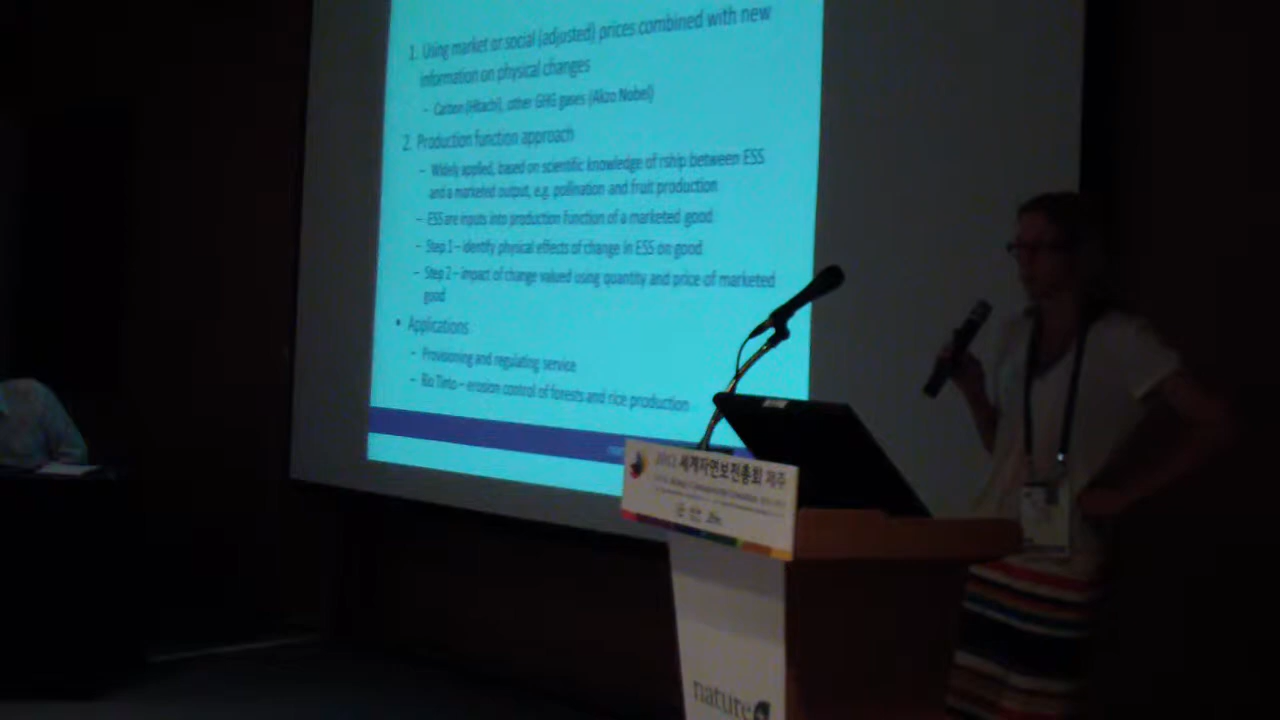 1. Using market or social (adjusted) prices combined with new
information on physical changes
– Carbon (Hitachi), other GHG gases (Akzo Nobel)
2. Production function approach
– Widely applied, based on scientific knowledge of rship between ESS
and a marketed output, e.g. pollination and fruit production
– ESS are inputs into production function of a marketed good
– Step 1 – identify physical effects of change in ESS on good
– Step 2 – impact of change valued using quantity and price of marketed
good
• Applications
– Provisioning and regulating service
– Rio Tinto – erosion control of forests and rice production
2012 세계자연보전총회 제주
nature